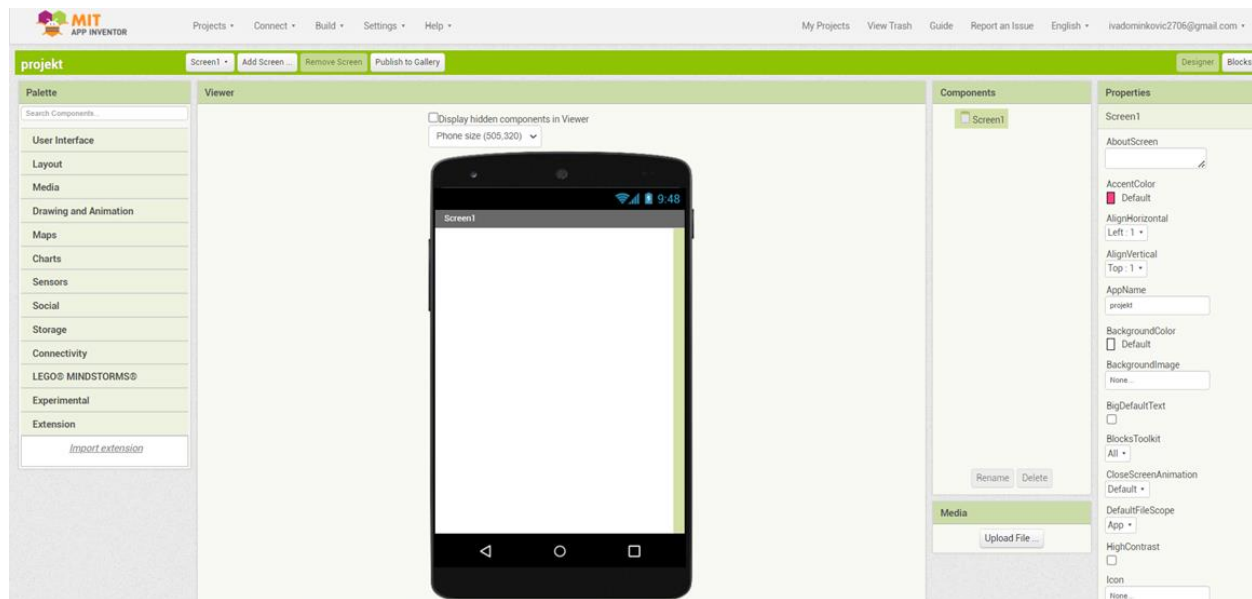 MIT
APP INVENTOR
Projects Connect Build Settings Help My Projects View Trash Guide Report an Issue English ivadominkovic2706@gmail.com
projekt Screen1 Add Screen ... Remove Screen Publish to Gallery Designer Blocks
Palette
Search Components...
User Interface
Layout
Media
Drawing and Animation
Maps
Charts
Sensors
Social
Storage
Connectivity
LEGO® MINDSTORMS®
Experimental
Extension
Import extension
Viewer
Display hidden components in Viewer
Phone size (505,320)
9:48
Screen1
Components
Screen1
Rename Delete
Media
Upload File ...
Properties
Screen1
AboutScreen
AccentColor
Default
AlignHorizontal
Left : 1
AlignVertical
Top : 1
AppName
projekt
BackgroundColor
Default
BackgroundImage
None...
BigDefaultText
BlocksToolkit
All
CloseScreenAnimation
Default
DefaultFileScope
App
HighContrast
Icon
None...